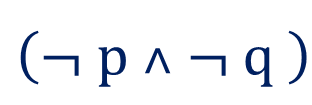 (¬ p ∧ ¬ q )